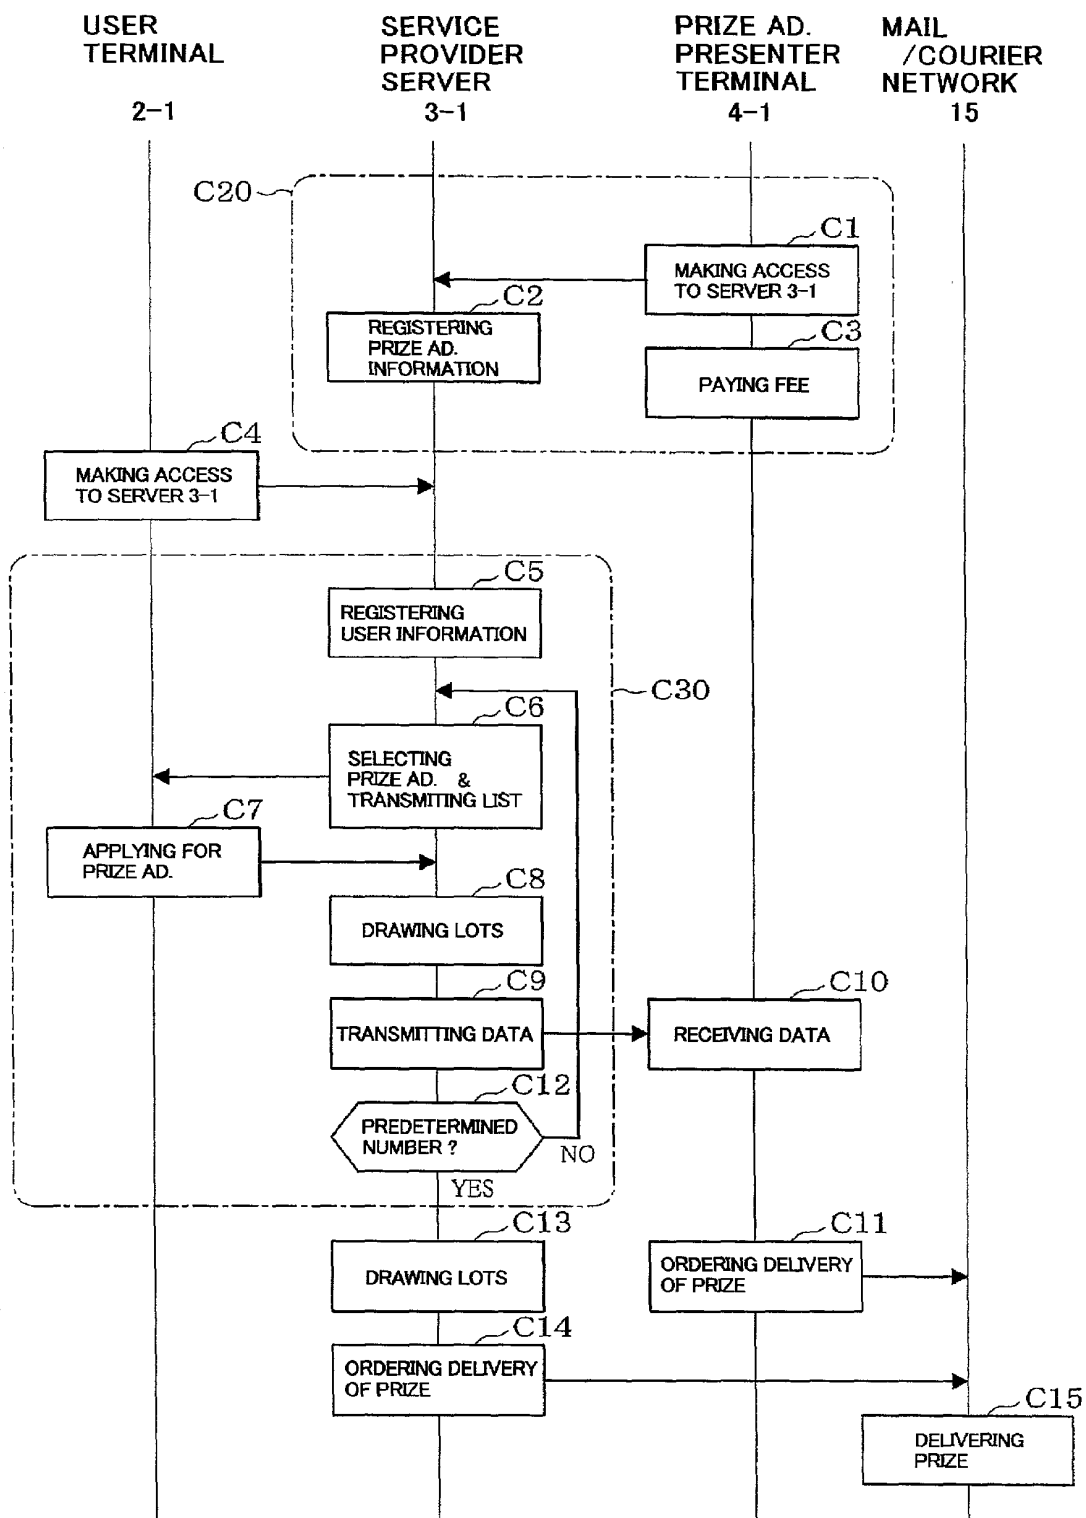 USER
TERMINAL
2-1
SERVICE
PROVIDER
SERVER
3-1
PRIZE AD.
PRESENTER
TERMINAL
4-1
MAIL
/COURIER
NETWORK
15
C20
C1
MAKING ACCESS
TO SERVER 3-1
C2
REGISTERING
PRIZE AD.
INFORMATION
C3
PAYING FEE
C4
MAKING ACCESS
TO SERVER 3-1
C5
REGISTERING
USER INFORMATION
C30
C6
SELECTING
PRIZE AD. &
TRANSMITING LIST
C7
APPLYING FOR
PRIZE AD.
C8
DRAWING LOTS
C9
TRANSMITTING DATA
C10
RECEIVING DATA
C12
PREDETERMINED
NUMBER ?
NO
YES
C13
DRAWING LOTS
C11
ORDERING DELIVERY
OF PRIZE
C14
ORDERING DELIVERY
OF PRIZE
C15
DELIVERING
PRIZE